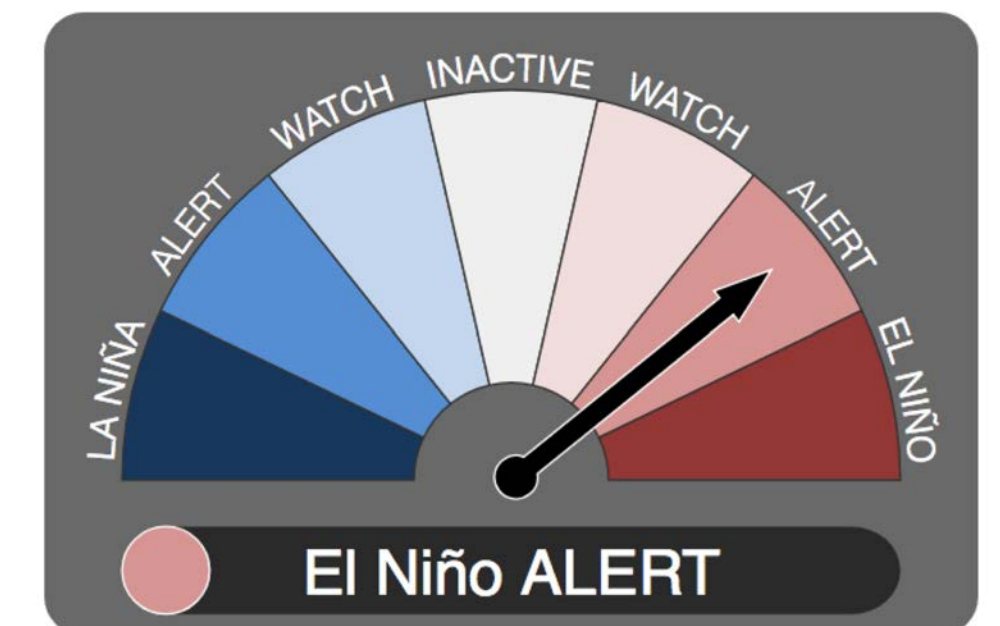 LA NIÑA
ALERT
WATCH
INACTIVE
WATCH
ALERT
EL NIÑO
El Niño ALERT